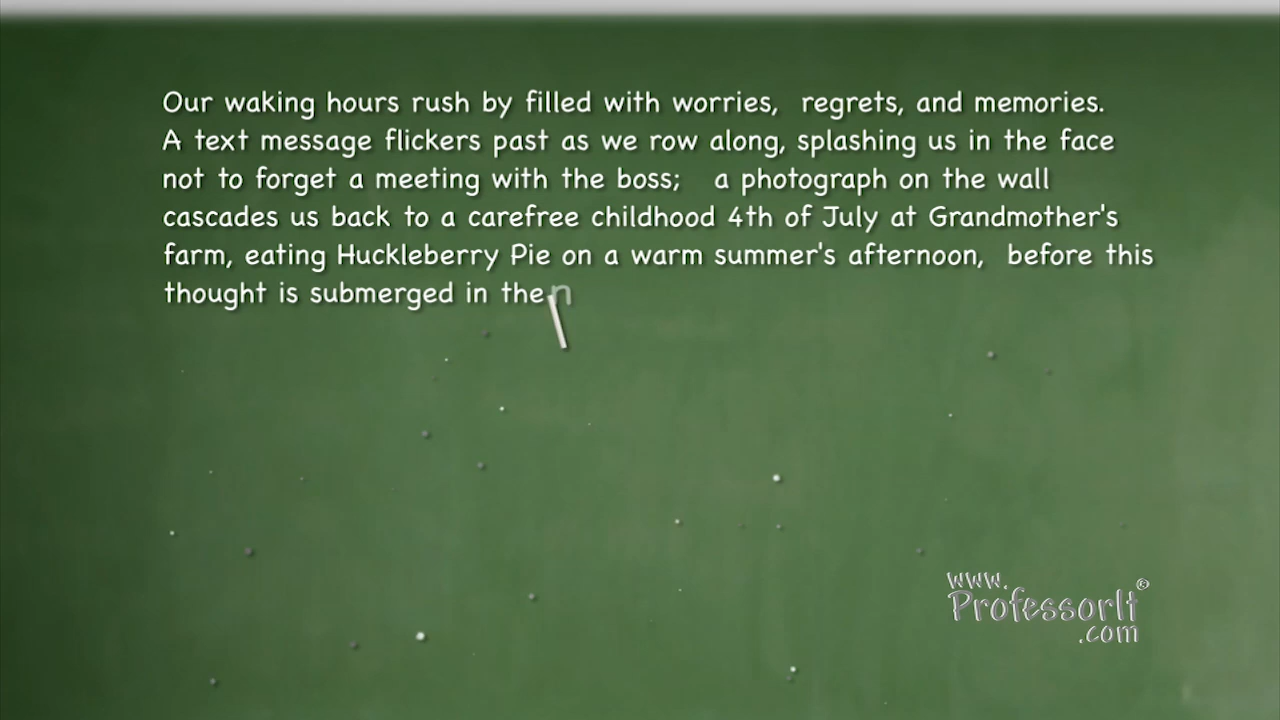 Our waking hours rush by filled with worries, regrets, and memories.
A text message flickers past as we row along, splashing us in the face
not to forget a meeting with the boss; a photograph on the wall
cascades us back to a carefree childhood 4th of July at Grandmother's
farm, eating Huckleberry Pie on a warm summer's afternoon, before this
thought is submerged in the n
www.
ProfessorIt©
.com